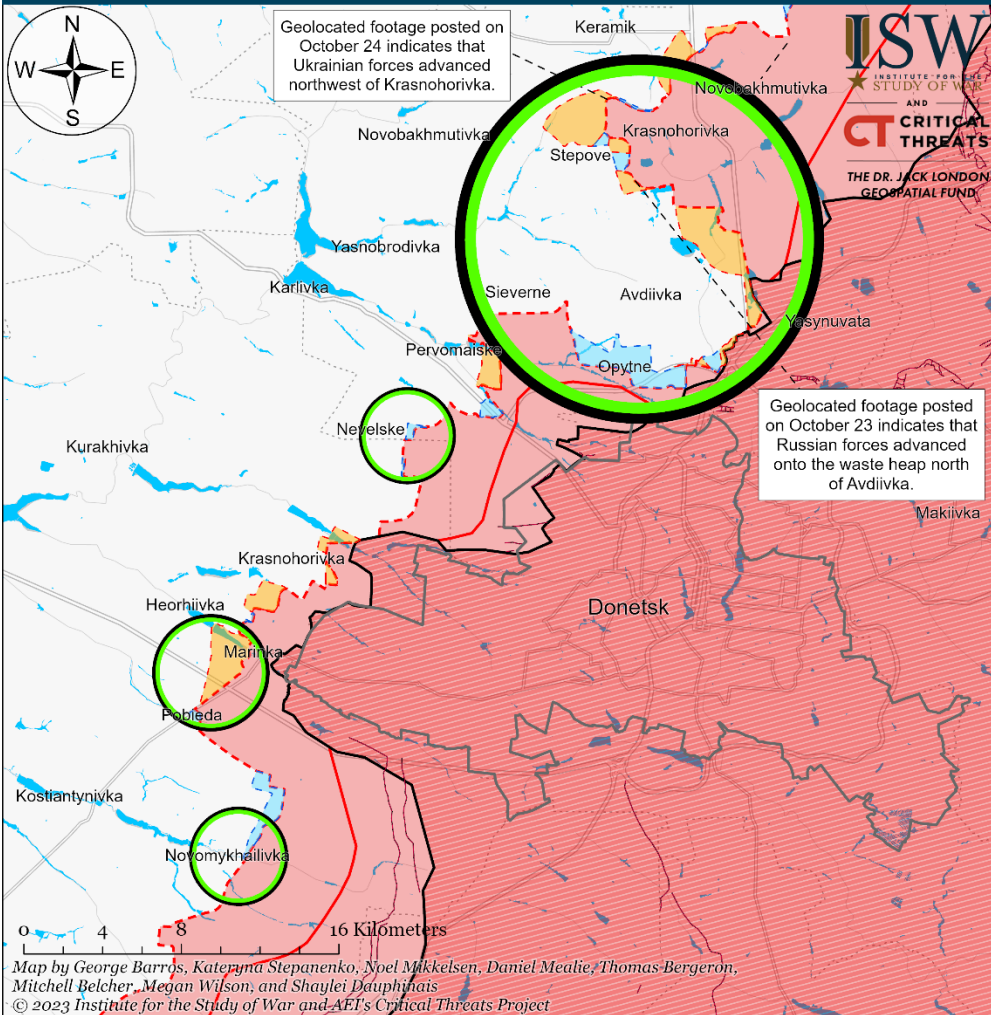 N
W E
S
Geolocated footage posted on
October 24 indicates that
Ukrainian forces advanced
northwest of Krasnohorivka.
Keramik
ISW
INSTITUTE FOR THE
STUDY OF WAR
AND
CT CRITICAL
THREATS
THE DR. JACK LONDON
GEOSPATIAL FUND
Novobakhmutivka
Novobakhmutivka
Krasnohorivka
Stepove
Yasnobrodivka
Karlivka
Sieverne
Avdiivka
Yasynuvata
Pervomaiske
Opytne
Geolocated footage posted
on October 23 indicates that
Russian forces advanced
onto the waste heap north
of Avdiivka.
Nevelske
Kurakhivka
Makiivka
Krasnohorivka
Heorhiivka
Donetsk
Marinka
Pobieda
Kostiantynivka
Novomykhailivka
0 4 8 16 Kilometers
Map by George Barros, Kateryna Stepanenko, Noel Mikkelsen, Daniel Mealie, Thomas Bergeron,
Mitchell Belcher, Megan Wilson, and Shaylei Dauphinais
© 2023 Institute for the Study of War and AEI's Critical Threats Project